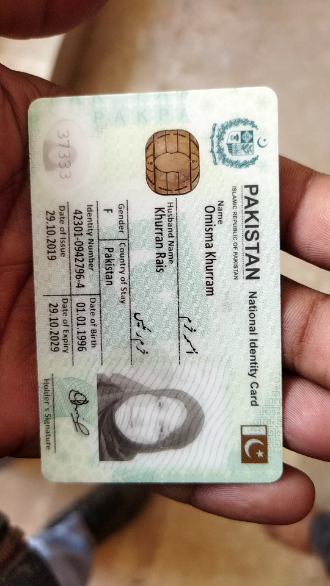 PAKISTAN National Identity Card
ISLAMIC REPUBLIC OF PAKISTAN
Name
Omisma Khurram
Husband Name
Khurran Rais
Gender
F
Country of Stay
Pakistan
Identity Number
42301-0942796-4
Date of Birth
01.01.1996
Date of Issue
29.10.2019
Date of Expiry
29.10.2029
Holder's Signature
37333
PAKPA